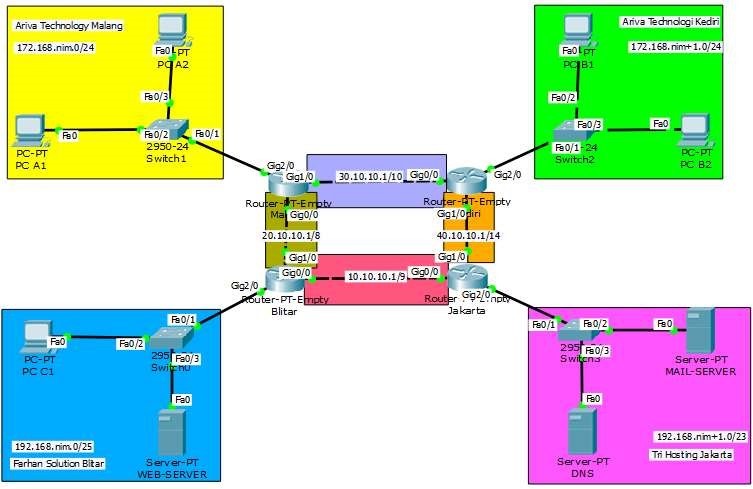 Ariva Technology Malang
172.168.nim.0/24
Fa0
PC-PT
PC A2
Fa0/3
Fa0
Fa0/2
Fa0/1
PC-PT
PC A1
2950-24
Switch1
Ariva Technologi Kediri
172.168.nim+1.0/24
Fa0
PC-PT
PC B1
Fa0/2
Fa0/3
Fa0
Fa0/1
-24
Switch2
PC-PT
PC B2
Gig2/0
Gig1/0
30.10.10.1/10
Gig0/0
Gig2/0
Router-PT-Empty
Gig0/0
Router-PT-Empty
Gig1/0
diri
20.10.10.1/8
40.10.10.1/14
Gig1/0
Gig1/0
Gig2/0
Gig0/0
10.10.10.1/9
Gig0/0
Gig2/0
Router-PT-Empty
Blitar
Jakarta
Fa0/1
Fa0
Fa0/2
Fa0/3
PC-PT
PC C1
Switch0
Fa0
192.168.nim.0/25
Farhan Solution Bitar
Server-PT
WEB-SERVER
Fa0/1
Fa0/2
Fa0
Fa0/3
Switch3
Server-PT
MAIL-SERVER
Fa0
192.168.nim+1.0/23
Tri Hosting Jakarta
Server-PT
DNS